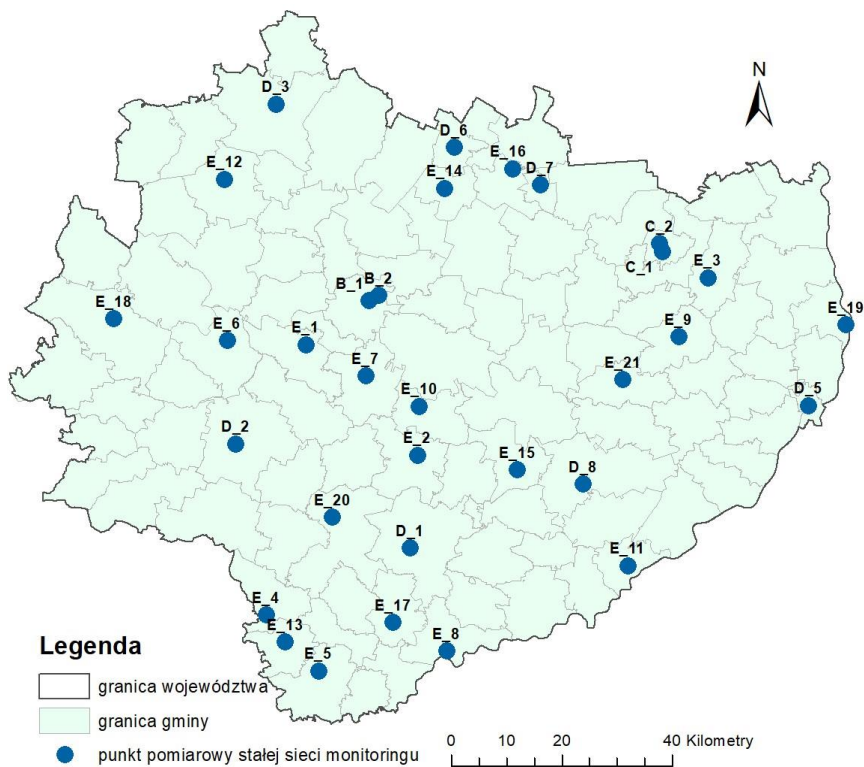 N
D_3
D_6
E_16
D_7
E_12
E_14
C_2
C_1
E_3
B_1
B_2
E_18
E_6
E_1
E_9
E_19
E_7
E_21
E_10
D_5
D_2
E_2
E_15
D_8
E_20
D_1
E_11
E_4
E_17
E_13
E_8
E_5
Legenda
granica województwa
granica gminy
punkt pomiarowy stałej sieci monitoringu
0 10 20 40 Kilometry